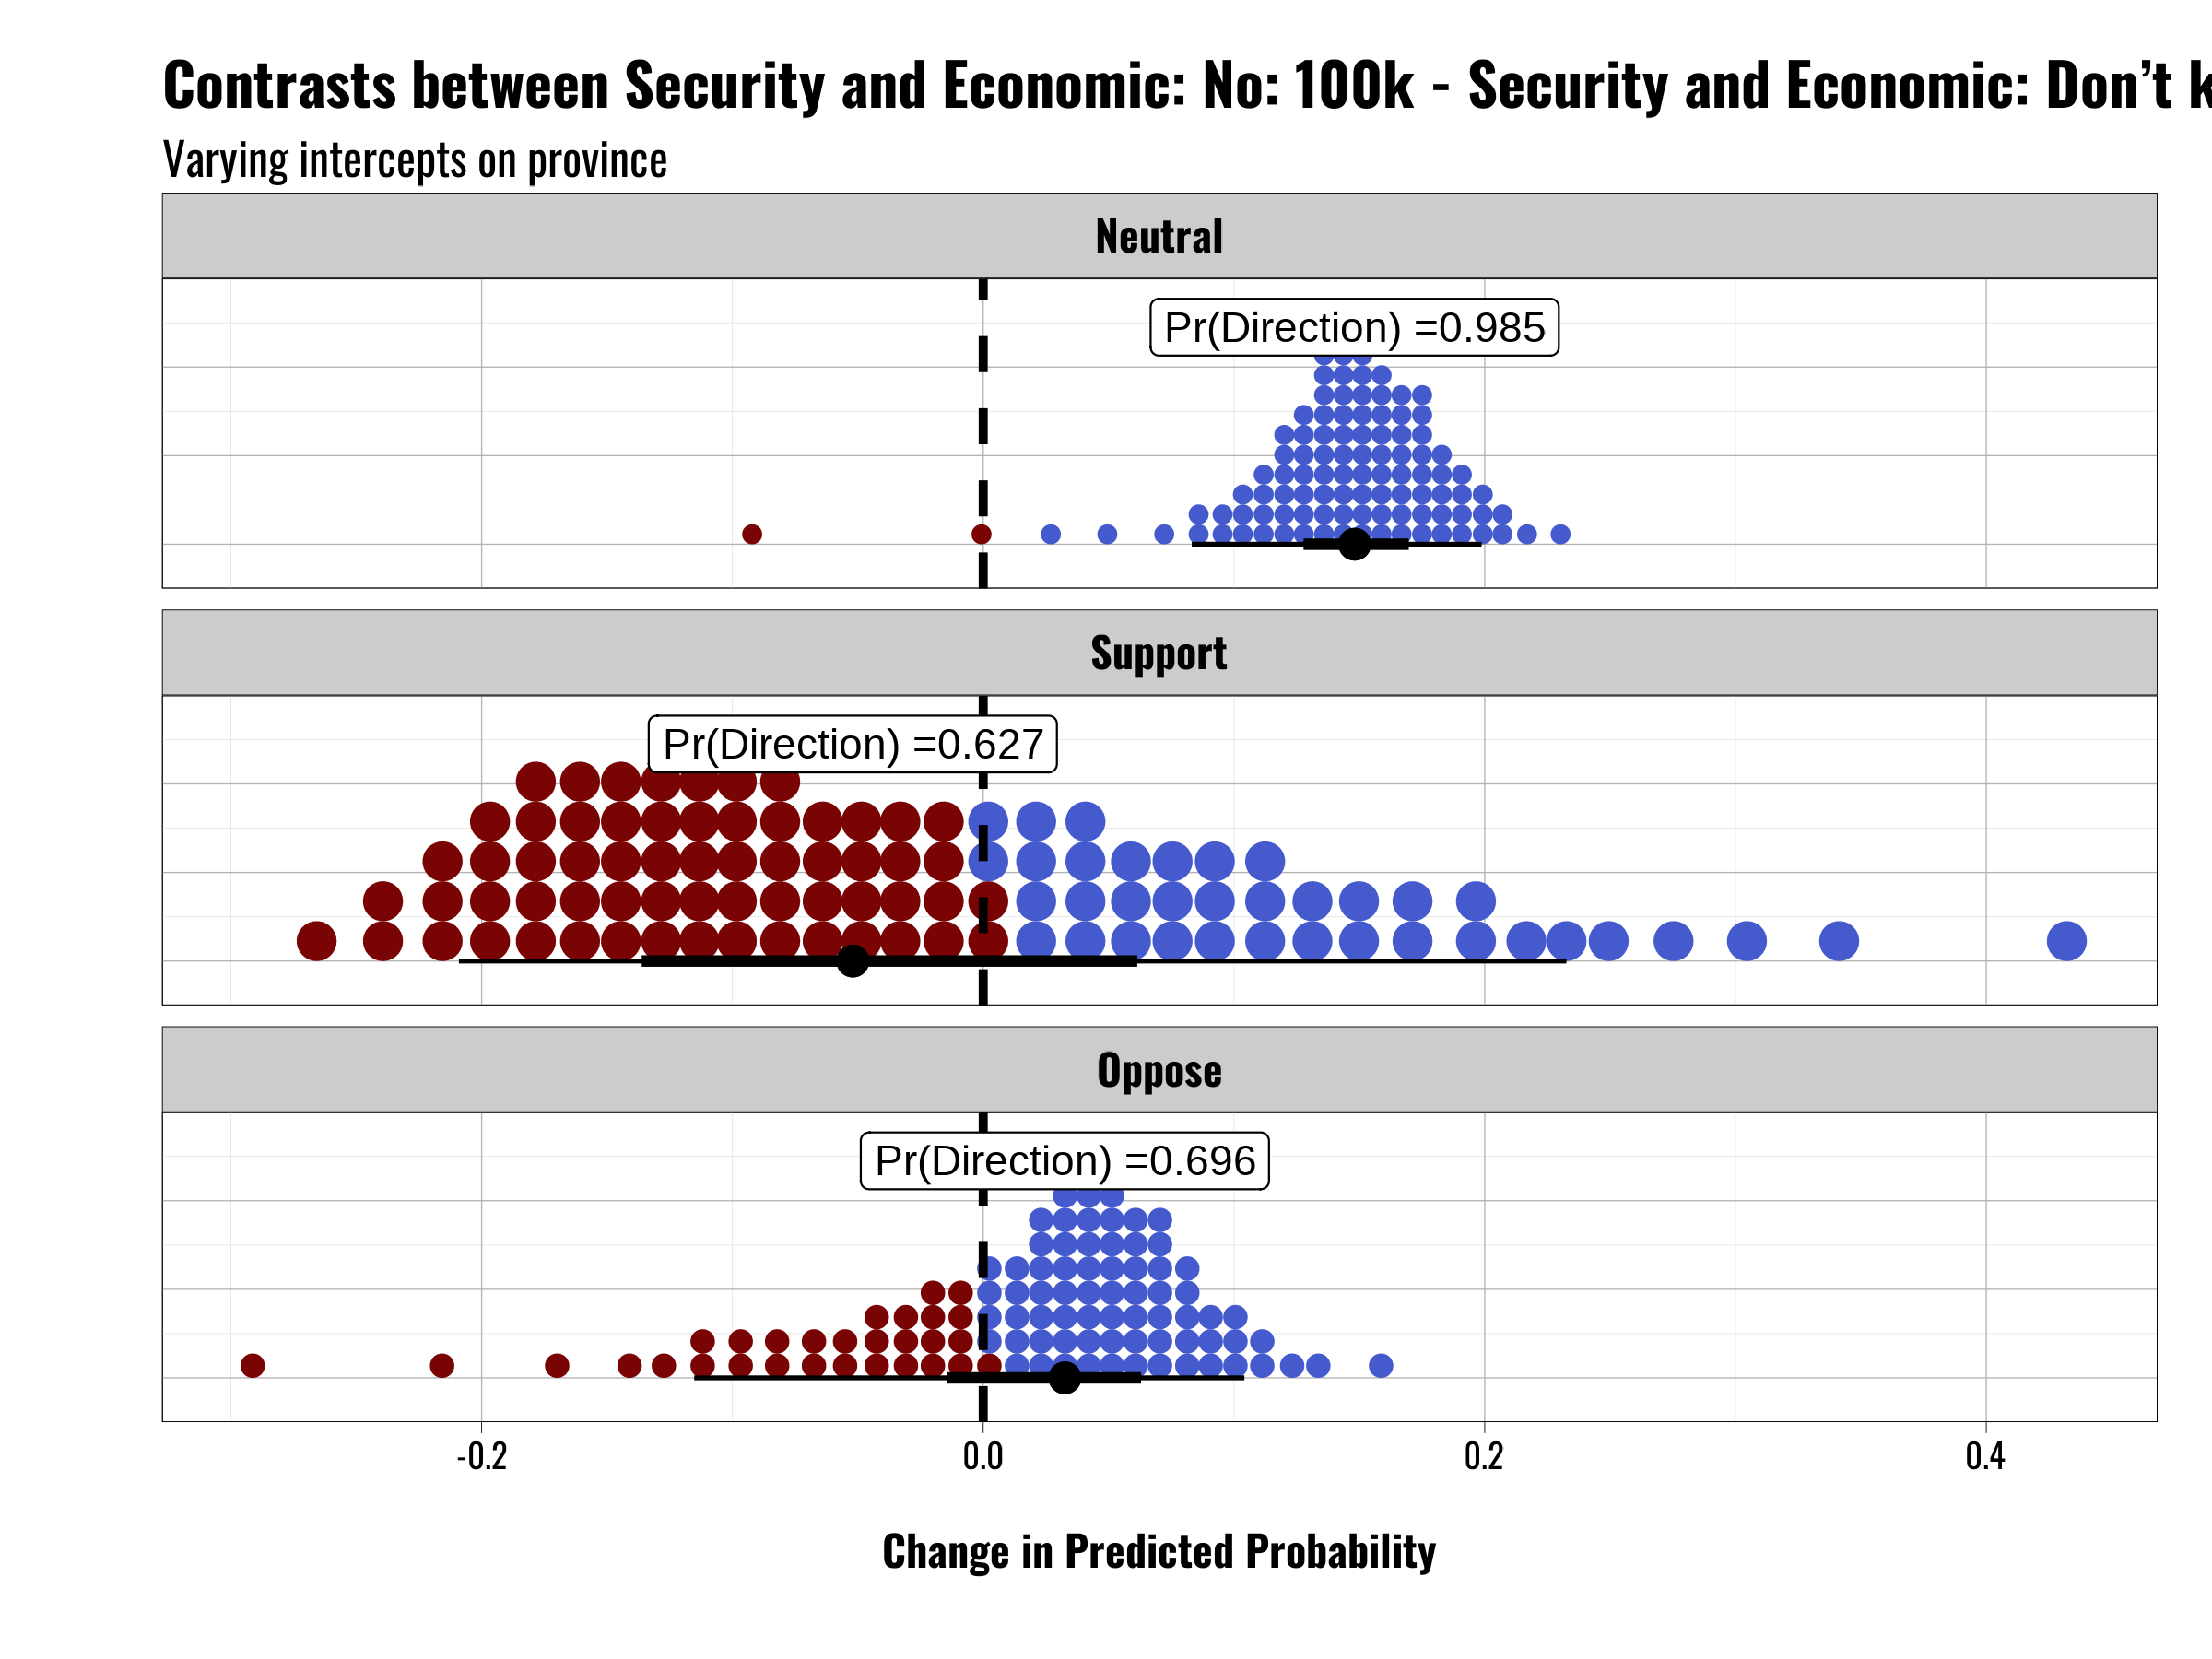 Contrasts between Security and Economic: No: 100k - Security and Economic: Don’t
Varying intercepts on province
Neutral
Pr(Direction) =0.985
Support
Pr(Direction) =0.627
Oppose
Pr(Direction) =0.696
-0.2 0.0 0.2 0.4
Change in Predicted Probability